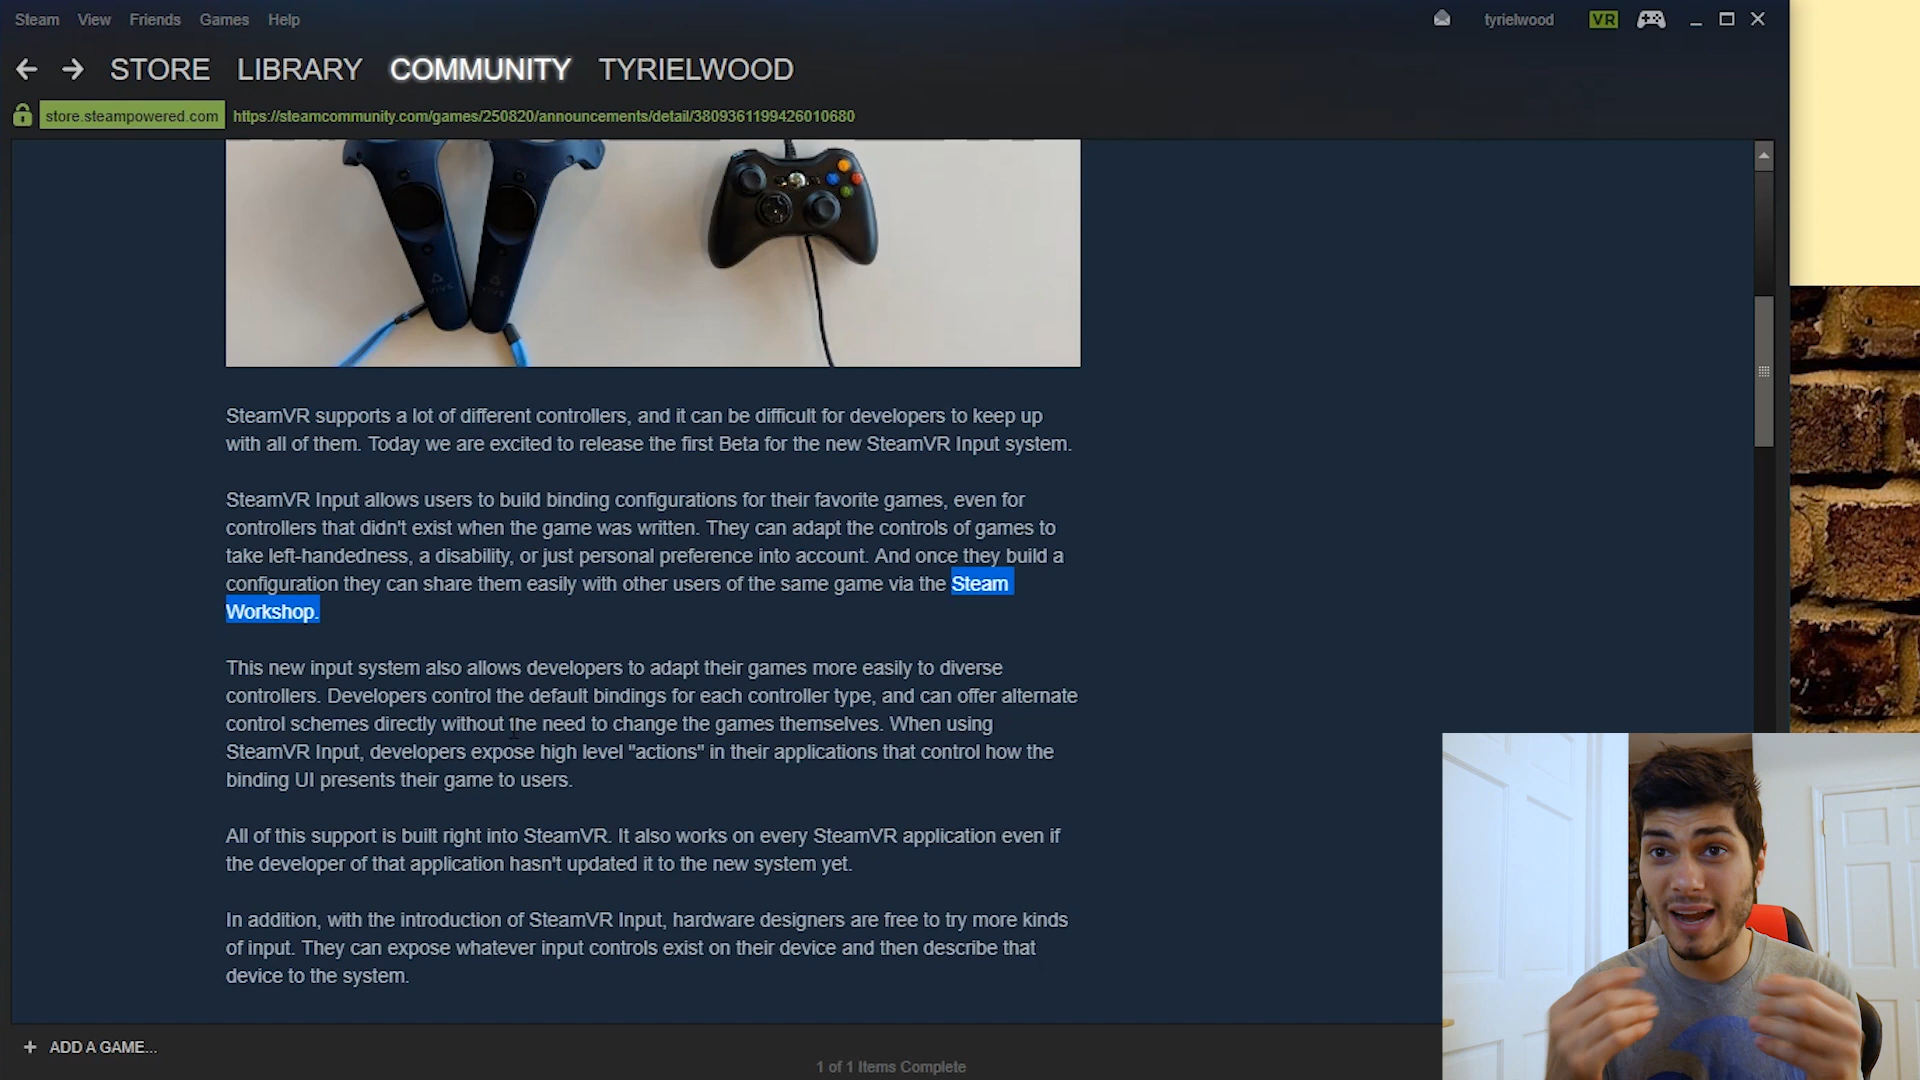 Steam View Friends Games Help
tyrielwood VR
STORE LIBRARY COMMUNITY TYRIELWOOD
store.steampowered.com https://steamcommunity.com/games/250820/announcements/detail/3809361199426010680
VIVE VIVE
SteamVR supports a lot of different controllers, and it can be difficult for developers to keep up
with all of them. Today we are excited to release the first Beta for the new SteamVR Input system.
SteamVR Input allows users to build binding configurations for their favorite games, even for
controllers that didn't exist when the game was written. They can adapt the controls of games to
take left-handedness, a disability, or just personal preference into account. And once they build a
configuration they can share them easily with other users of the same game via the Steam
Workshop.
This new input system also allows developers to adapt their games more easily to diverse
controllers. Developers control the default bindings for each controller type, and can offer alternate
control schemes directly without the need to change the games themselves. When using
SteamVR Input, developers expose high level "actions" in their applications that control how the
binding UI presents their game to users.
All of this support is built right into SteamVR. It also works on every SteamVR application even if
the developer of that application hasn't updated it to the new system yet.
In addition, with the introduction of SteamVR Input, hardware designers are free to try more kinds
of input. They can expose whatever input controls exist on their device and then describe that
device to the system.
+ ADD A GAME...
1 of 1 Items Complete